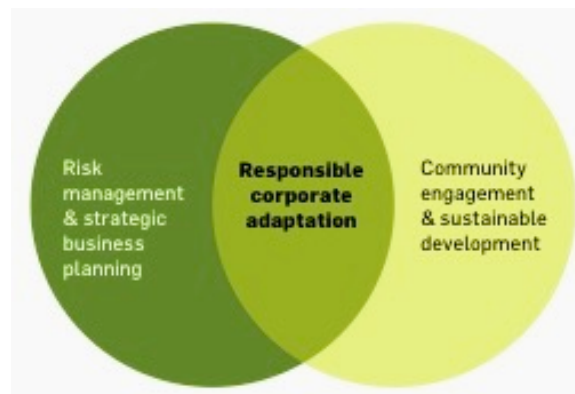 Risk
management
& strategic
business
planning
Responsible
corporate
adaptation
Community
engagement
& sustainable
development